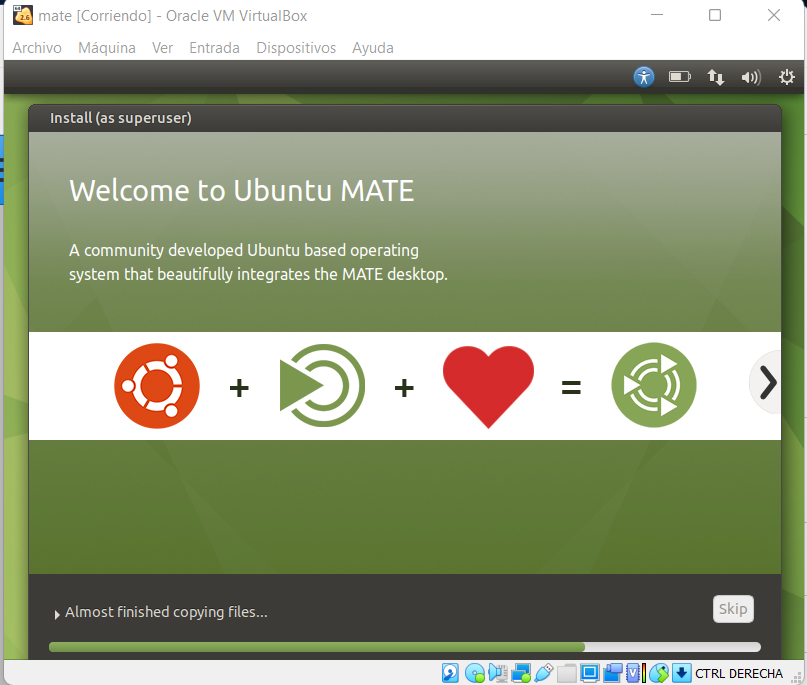 mate [Corriendo] - Oracle VM VirtualBox
Archivo Máquina Ver Entrada Dispositivos Ayuda
Install (as superuser)
Welcome to Ubuntu MATE
A community developed Ubuntu based operating
system that beautifully integrates the MATE desktop.
+ + =
Almost finished copying files...
Skip
CTRL DERECHA